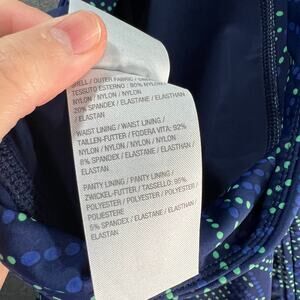 SHELL / OUTER FABRIC /
TESSUTO ESTERNO : 80% NYLON /
NYLON / NYLON / NYLON
20% SPANDEX / ELASTANE / ELASTHAN
/ ELASTAN
WAIST LINING / WAIST LINING /
TAILLEN-FUTTER / FODERA VITA: 92%
NYLON / NYLON / NYLON / NYLON
8% SPANDEX / ELASTANE / ELASTHAN /
ELASTAN
PANTY LINING / PANTY LINING /
ZWICKEL-FUTTER / TASSELLO: 95%
POLYESTER / POLYESTER / POLYESTER /
POLIESTERE
5% SPANDEX / ELASTANE / ELASTHAN /
ELASTAN